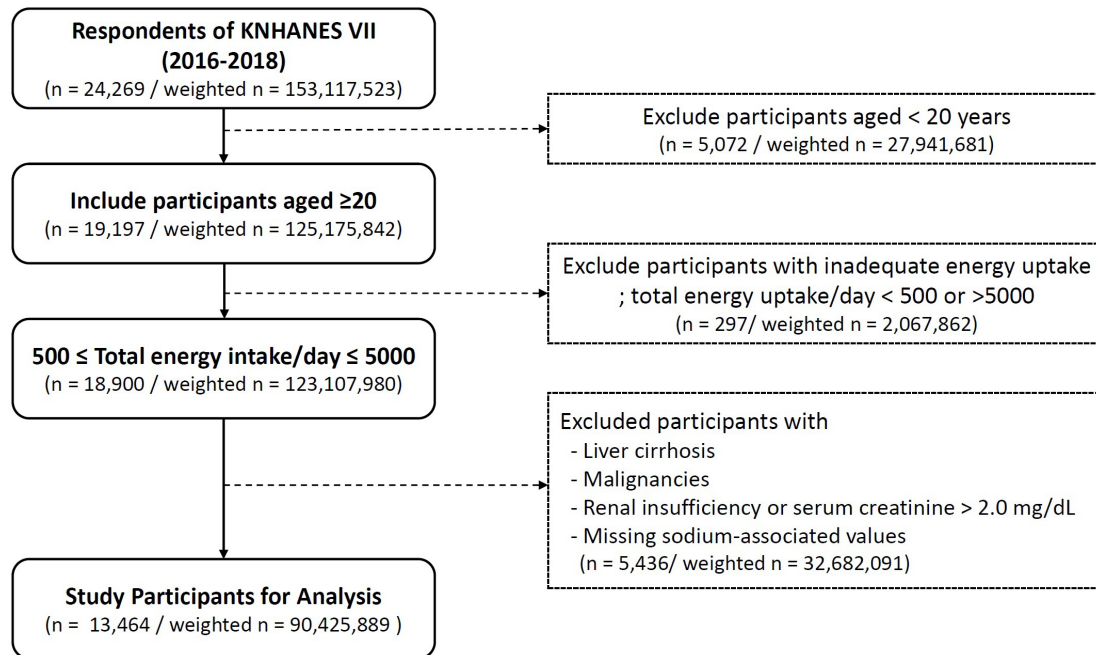 Respondents of KNHANES VII
(2016-2018)
(n = 24,269 / weighted n = 153,117,523)
Exclude participants aged < 20 years
(n = 5,072 / weighted n = 27,941,681)
Include participants aged ≥20
(n = 19,197 / weighted n = 125,175,842)
Exclude participants with inadequate energy uptake
; total energy uptake/day < 500 or >5000
(n = 297/ weighted n = 2,067,862)
500 ≤ Total energy intake/day ≤ 5000
(n = 18,900 / weighted n = 123,107,980)
Excluded participants with
- Liver cirrhosis
- Malignancies
- Renal insufficiency or serum creatinine > 2.0 mg/dL
- Missing sodium-associated values
(n = 5,436/ weighted n = 32,682,091)
Study Participants for Analysis
(n =  13,464 / weighted n = 90,425,889 )